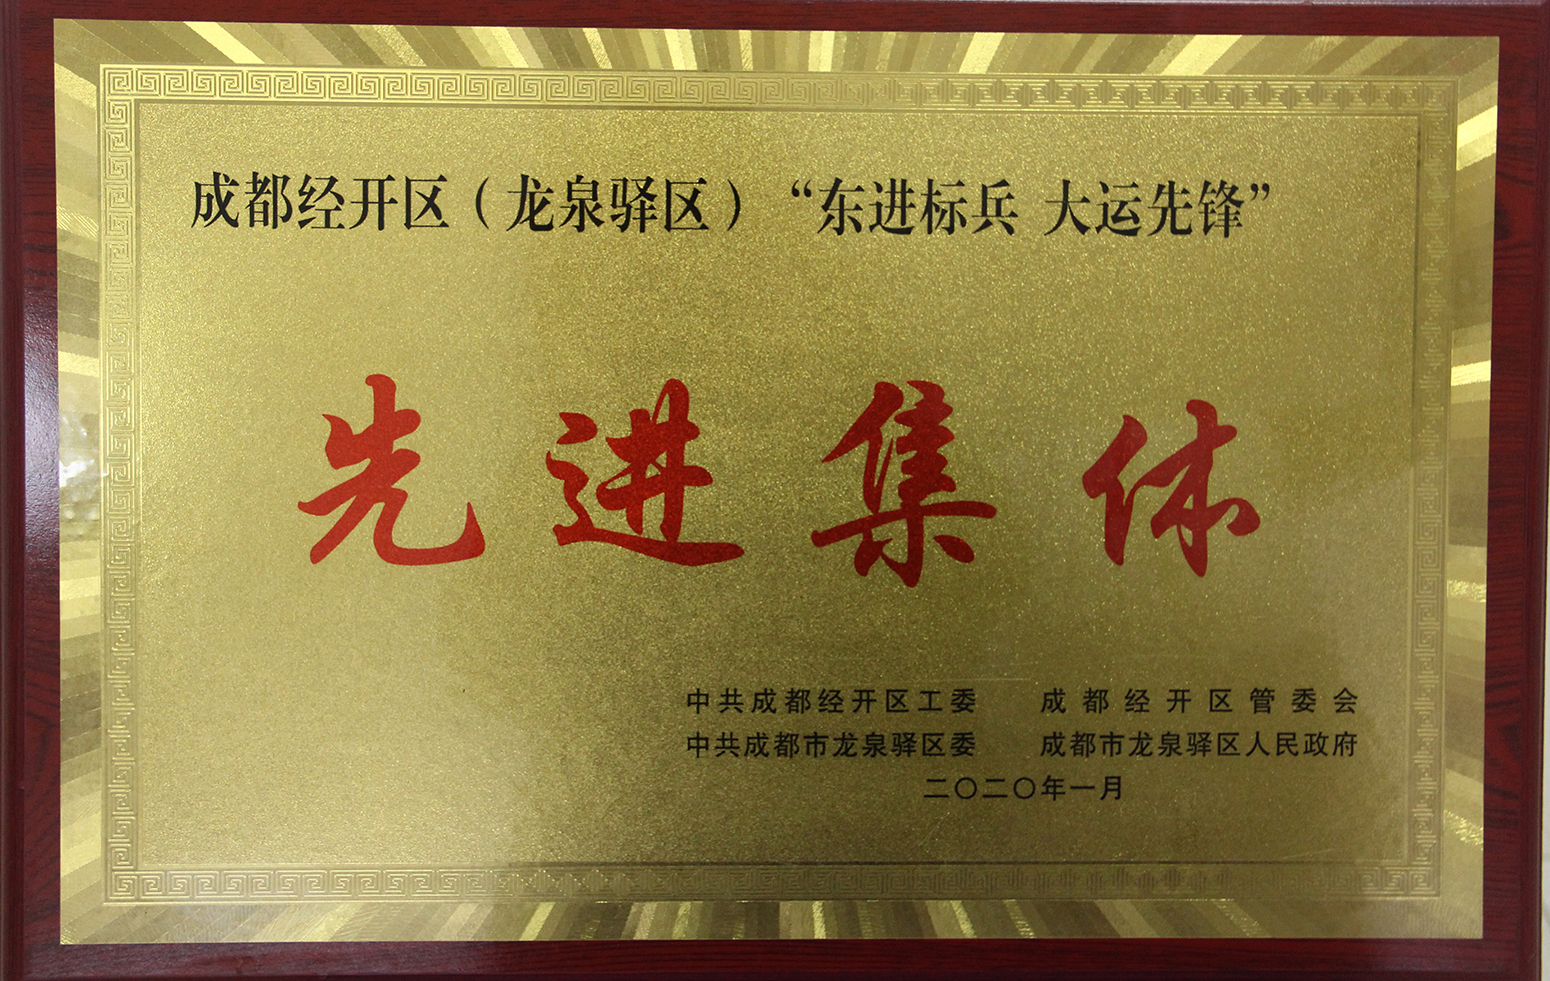 成都经开区（龙泉驿区）“东进标兵 大运先锋”
先进集体
中共成都经开区工委 成都经开区管委会
中共成都市龙泉驿区委 成都市龙泉驿区人民政府
二〇二〇年一月